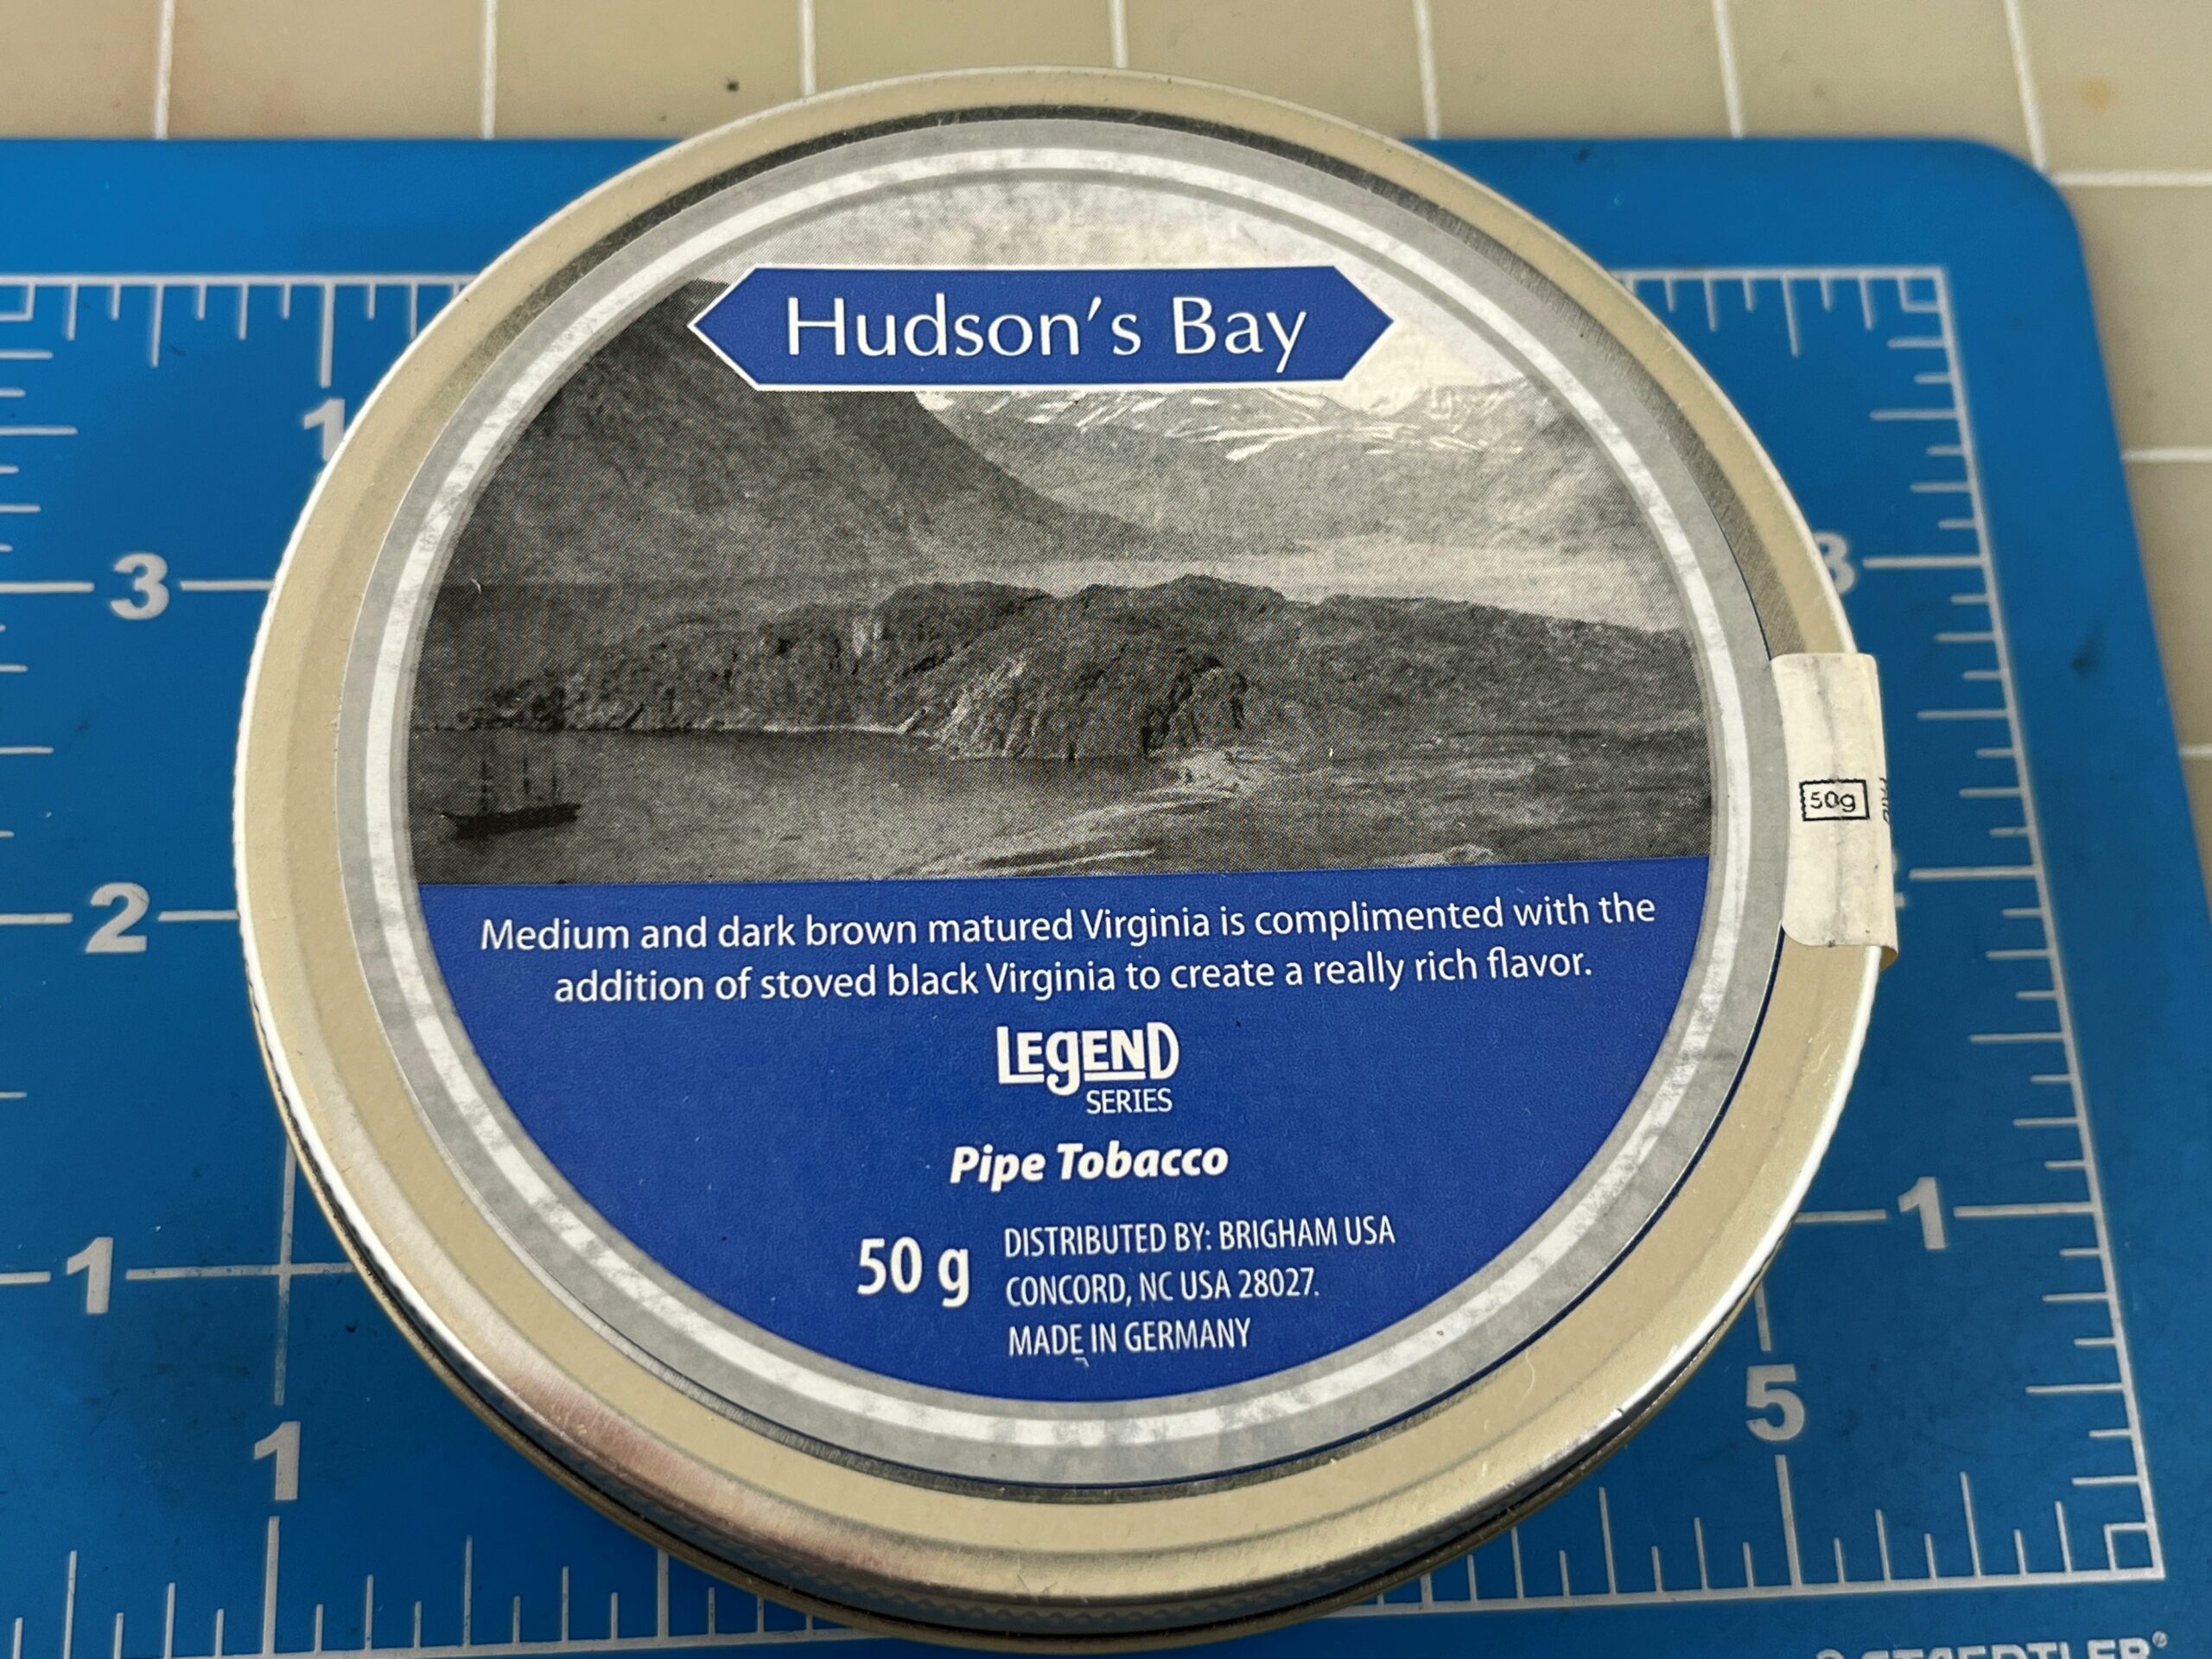 Hudson's Bay
Medium and dark brown matured Virginia is complimented with the
addition of stoved black Virginia to create a really rich flavor.
LEgEND
SERIES
Pipe Tobacco
50 g
DISTRIBUTED BY: BRIGHAM USA
CONCORD, NC USA 28027.
MADE IN GERMANY
50g
1
3
3
2
1
1
1
5